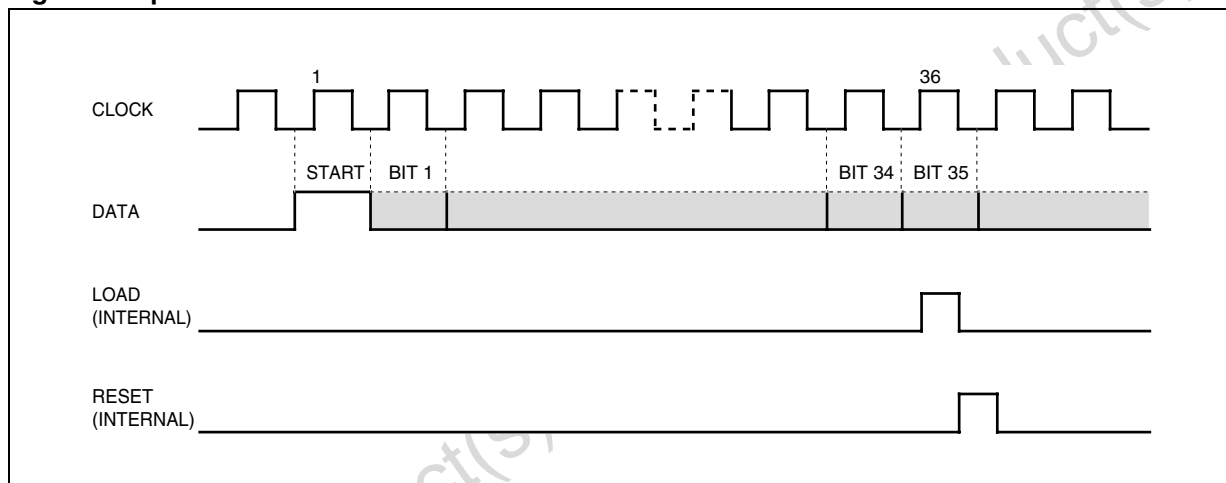 1
36
CLOCK
START
BIT 1
BIT 34
BIT 35
DATA
LOAD
(INTERNAL)
RESET
(INTERNAL)